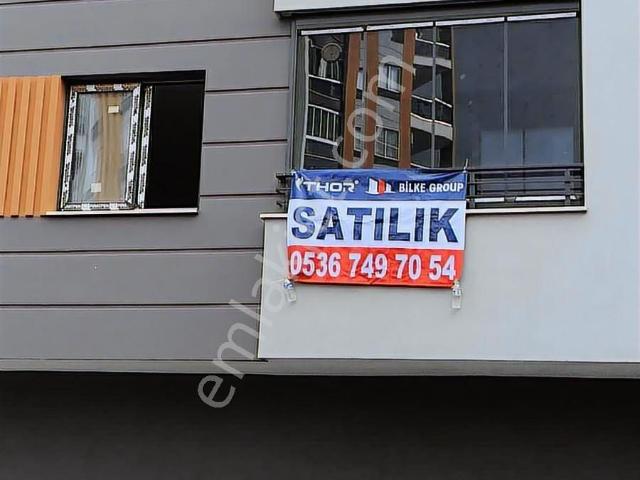 THOR® BİLKE GROUP
SATILIK
0536 749 70 54
emlakjet.com